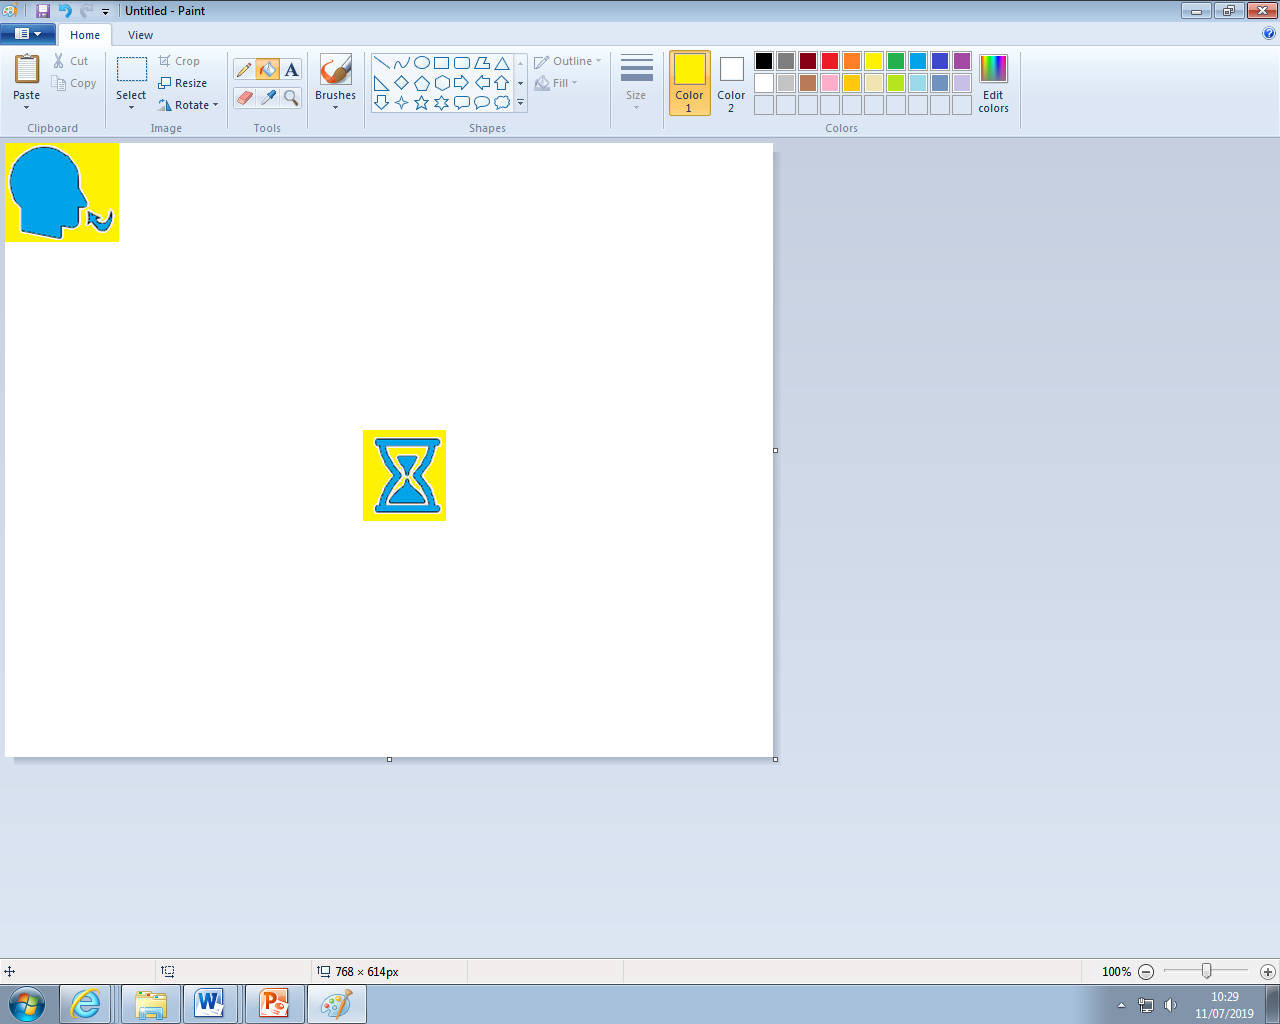 Untitled - Paint
Home View
Paste
Cut
Copy
Clipboard
Select
Crop
Resize
Rotate
Image
A
Tools
Brushes
Outline
Fill
Shapes
Size
Color 1
Color 2
Edit colors
Colors
768 × 614px
100%
W
P
10:29
11/07/2019